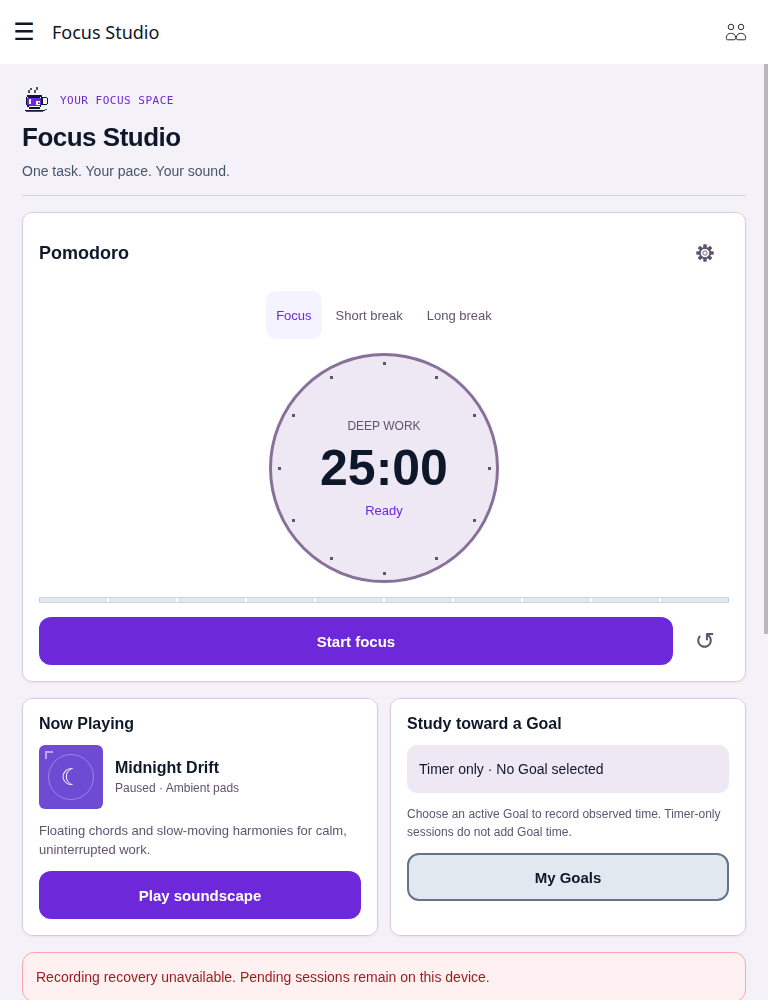 Focus Studio
YOUR FOCUS SPACE
Focus Studio
One task. Your pace. Your sound.
Pomodoro
Focus
Short break
Long break
DEEP WORK
25:00
Ready
Start focus
Now Playing
Midnight Drift
Paused · Ambient pads
Floating chords and slow-moving harmonies for calm,
uninterrupted work.
Play soundscape
Study toward a Goal
Timer only · No Goal selected
Choose an active Goal to record observed time. Timer-only
sessions do not add Goal time.
My Goals
Recording recovery unavailable. Pending sessions remain on this device.